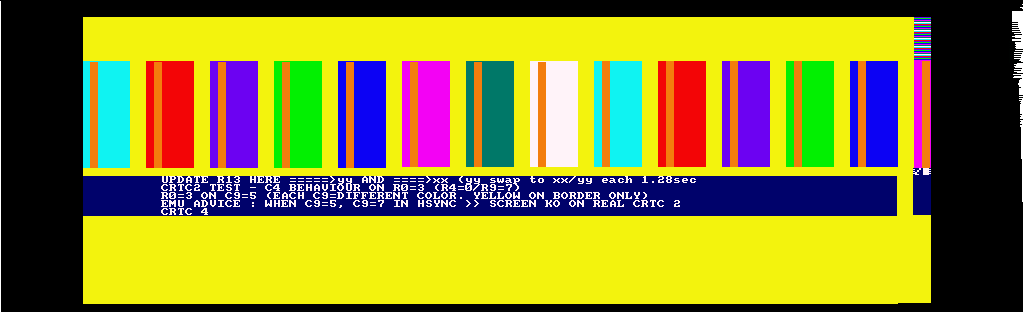 UPDATE R13 HERE =====>yy AND ====>xx (yy swap to xx/yy each 1.28sec
CRTC2 TEST - C4 BEHAVIOUR ON R0=3 (R4=0/R9=7)
R0=3 ON C9=5 (EACH C9=DIFFERENT COLOR. YELLOW ON BORDER ONLY)
EMU ADVICE : WHEN C9=5, C9=7 IN HSYNC >> SCREEN KO ON REAL CRTC 2
CRTC 4